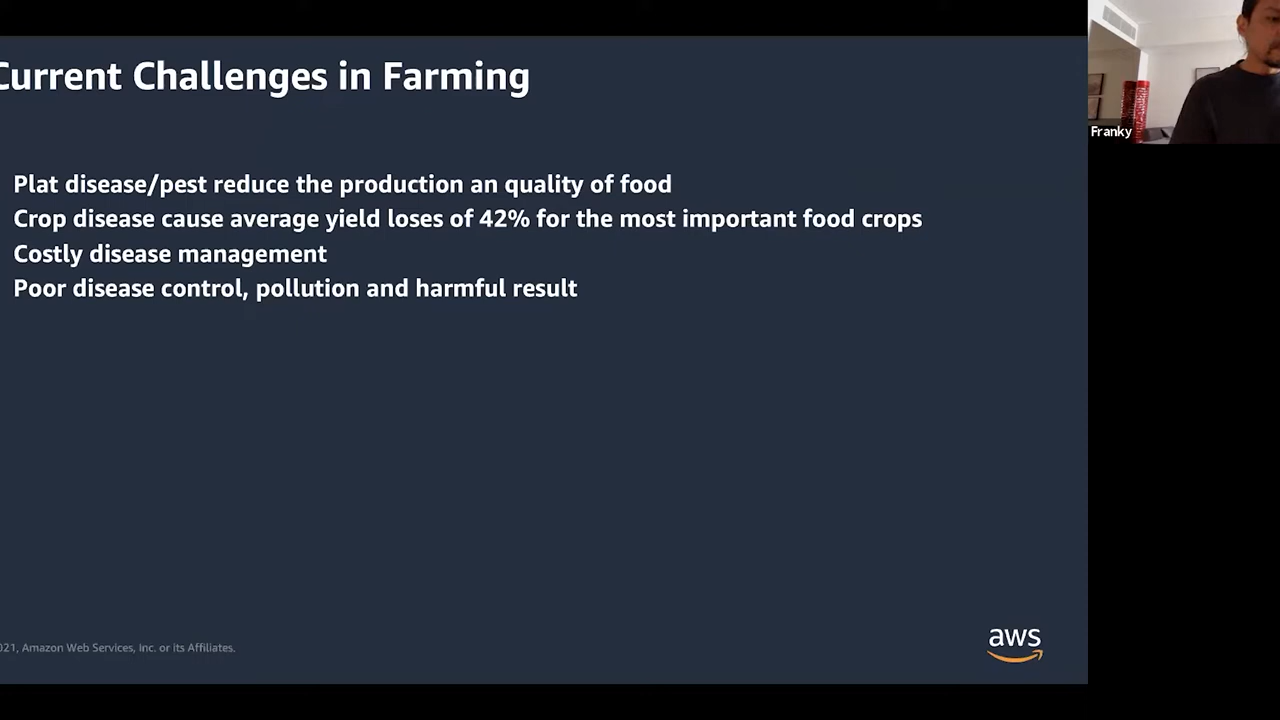 Current Challenges in Farming
Plat disease/pest reduce the production an quality of food
Crop disease cause average yield loses of 42% for the most important food crops
Costly disease management
Poor disease control, pollution and harmful result
021, Amazon Web Services, Inc. or its Affiliates.
aws
Franky